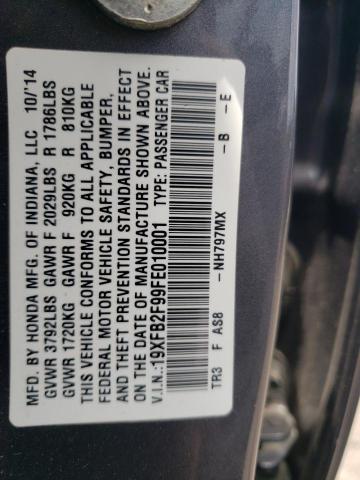 MFD. BY HONDA MFG. OF INDIANA, LLC 10/'14
GVWR 3792LBS GAWR F 2029LBS R 1786LBS
GVWR 1720KG GAWR F 920KG R 810KG
THIS VEHICLE CONFORMS TO ALL APPLICABLE
FEDERAL MOTOR VEHICLE SAFETY, BUMPER,
AND THEFT PREVENTION STANDARDS IN EFFECT
ON THE DATE OF MANUFACTURE SHOWN ABOVE.
V.I.N.:19XFB2F99FE010001 TYPE: PASSENGER CAR
TR3 F AS8 -NH797MX -B -E